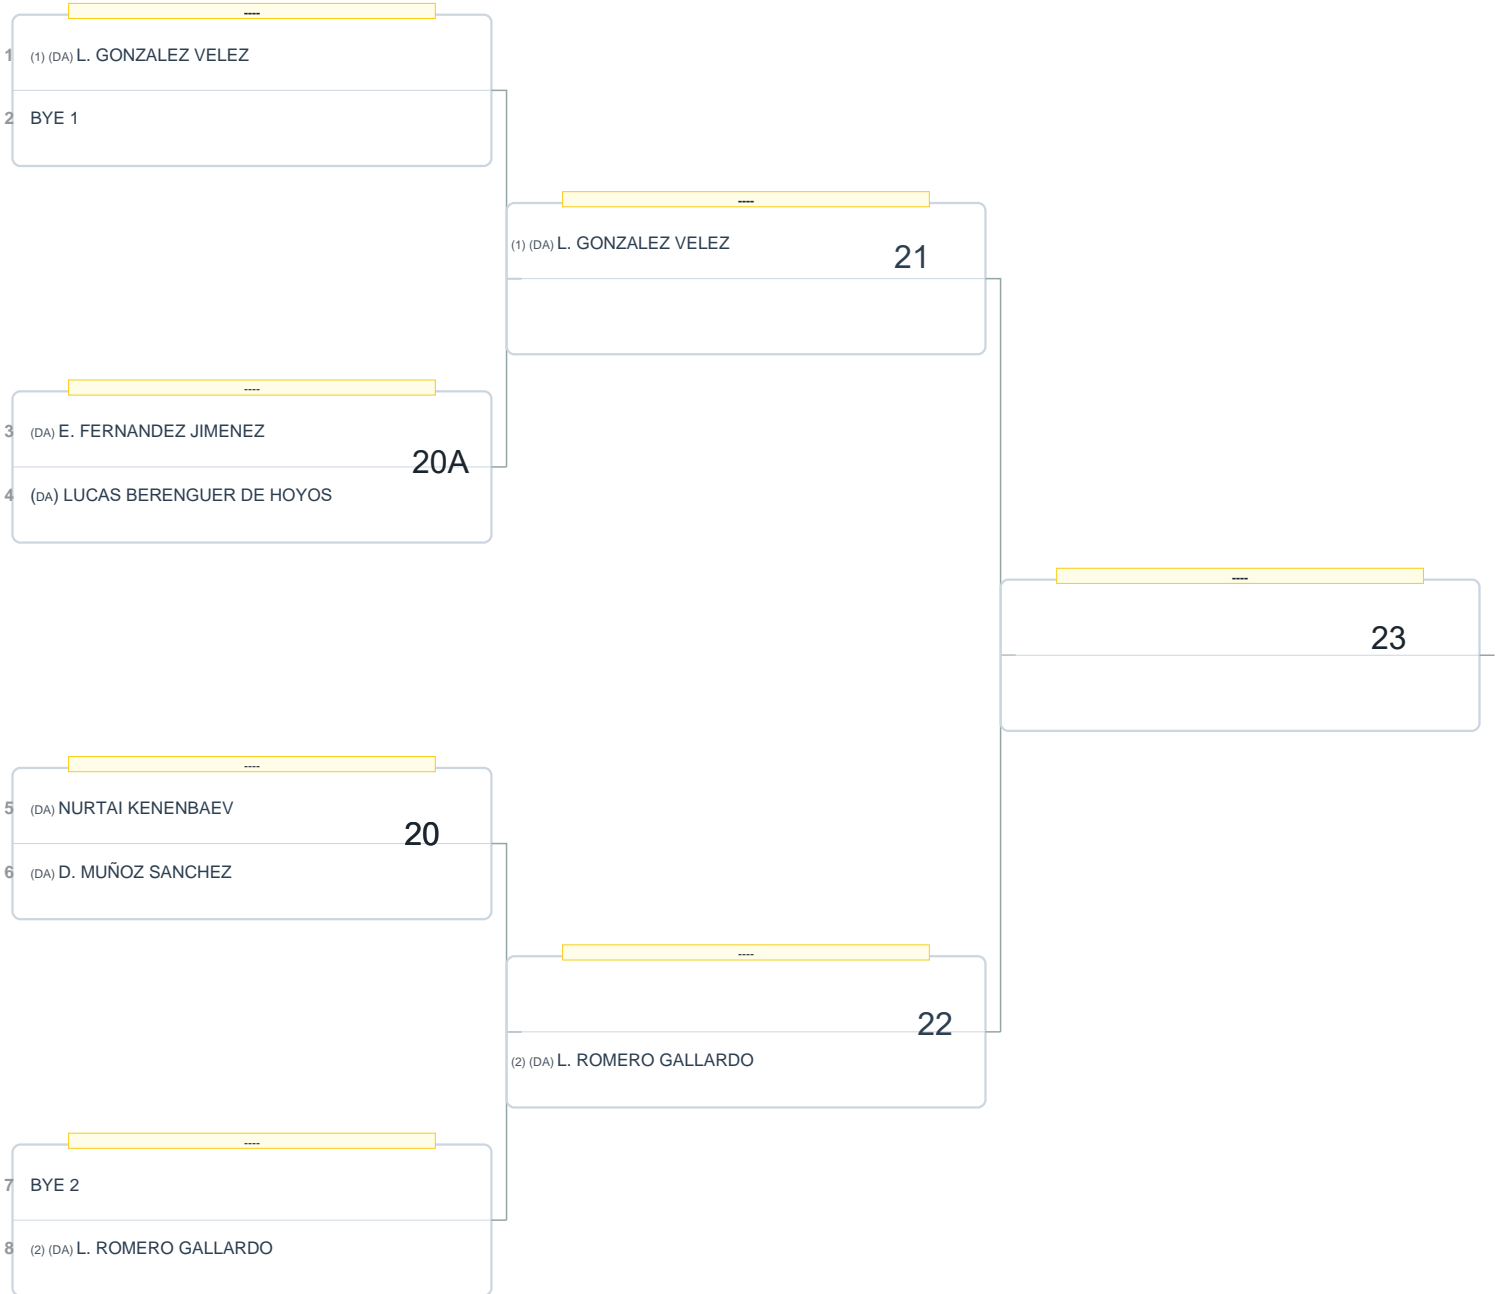 ----
1 (1) (DA) L. GONZALEZ VELEZ
2 BYE 1
----
(1) (DA) L. GONZALEZ VELEZ
21
----
3 (DA) E. FERNANDEZ JIMENEZ
20A
4 (DA) LUCAS BERENGUER DE HOYOS
----
23
----
5 (DA) NURTAI KENENBAEV
20
6 (DA) D. MUÑOZ SANCHEZ
----
22
(2) (DA) L. ROMERO GALLARDO
----
7 BYE 2
8 (2) (DA) L. ROMERO GALLARDO